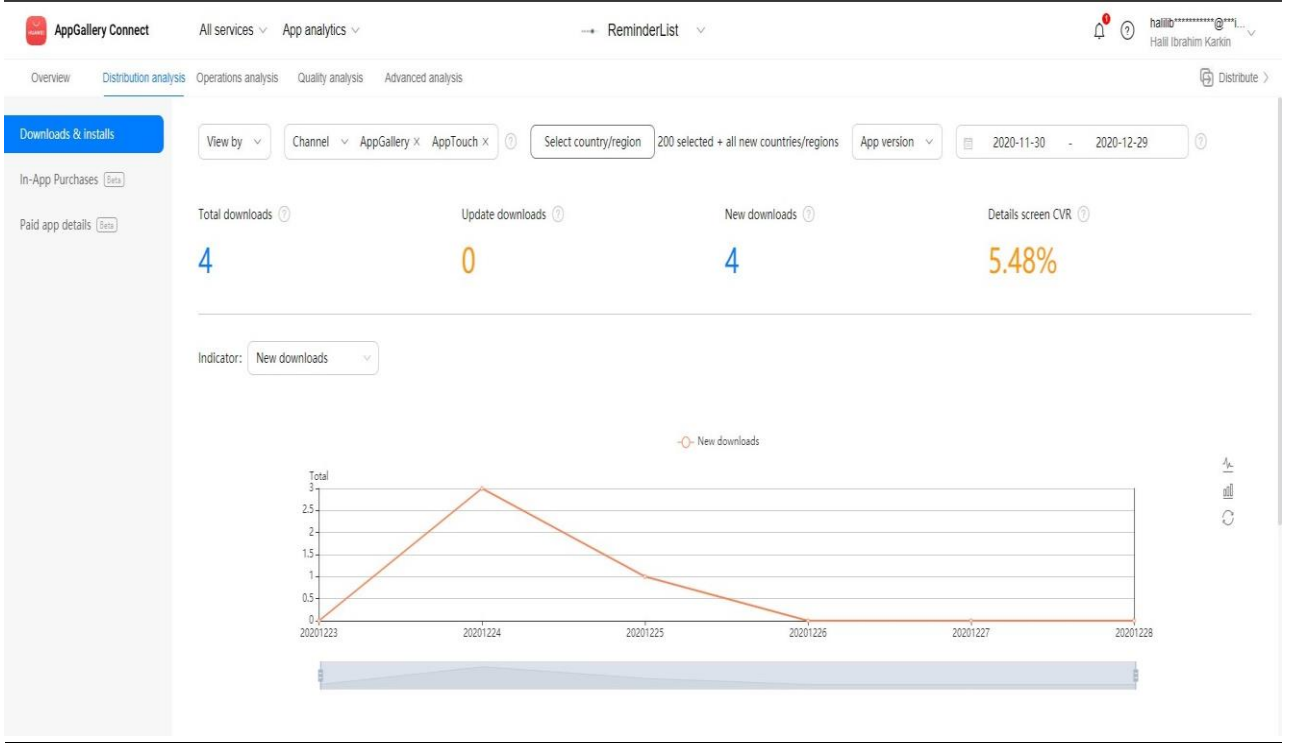 AppGallery Connect All services App analytics ReminderList halilib***********@***i...
Halil Ibrahim Karkin
Overview Distribution analysis Operations analysis Quality analysis Advanced analysis Distribute
Downloads & installs
In-App Purchases Beta
Paid app details Beta
View by Channel AppGallery × AppTouch × Select country/region 200 selected + all new countries/regions App version 2020-11-30 - 2020-12-29
Total downloads Update downloads New downloads Details screen CVR
4 0 4 5.48%
Indicator: New downloads
New downloads
Total
3
2.5
2
1.5
1
0.5
0
20201223 20201224 20201225 20201226 20201227 20201228